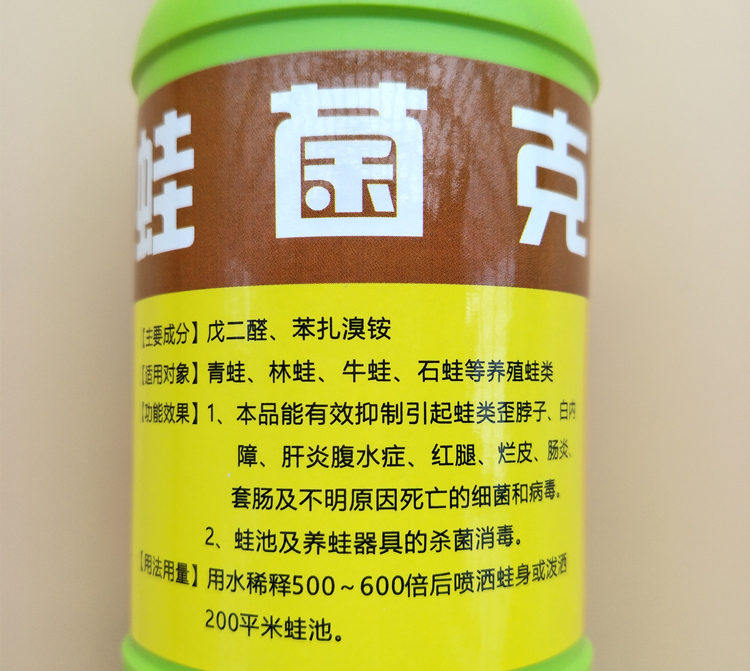 蛙菌克
【主要成分】戊二醛、苯扎溴铵
【适用对象】青蛙、林蛙、牛蛙、石蛙等养殖蛙类
【功能效果】1、本品能有效抑制引起蛙类歪脖子、白内
障、肝炎腹水症、红腿、烂皮、肠炎、
套肠及不明原因死亡的细菌和病毒。
2、蛙池及养蛙器具的杀菌消毒。
【用法用量】用水稀释500～600倍后喷洒蛙身或泼洒
200平米蛙池。